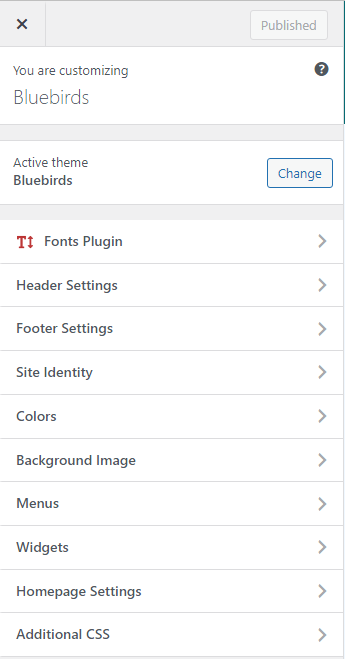 Published
You are customizing
Bluebirds
Active theme
Bluebirds
Change
Fonts Plugin
Header Settings
Footer Settings
Site Identity
Colors
Background Image
Menus
Widgets
Homepage Settings
Additional CSS